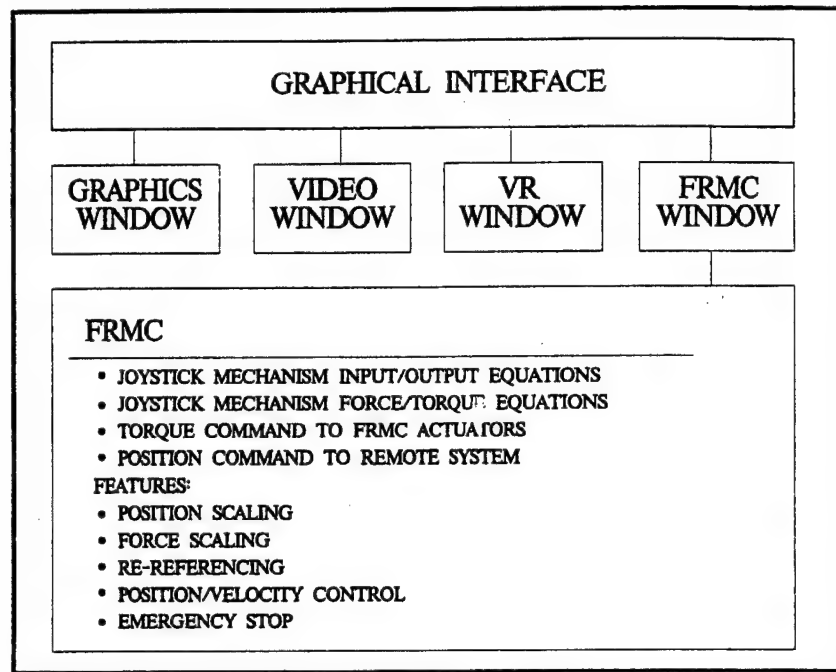 GRAPHICAL INTERFACE
GRAPHICS WINDOW
VIDEO WINDOW
VR WINDOW
FRMC WINDOW
FRMC
• JOYSTICK MECHANISM INPUT/OUTPUT EQUATIONS
• JOYSTICK MECHANISM FORCE/TORQUE EQUATIONS
• TORQUE COMMAND TO FRMC ACTUATORS
• POSITION COMMAND TO REMOTE SYSTEM
FEATURES:
• POSITION SCALING
• FORCE SCALING
• RE-REFERENCING
• POSITION/VELOCITY CONTROL
• EMERGENCY STOP